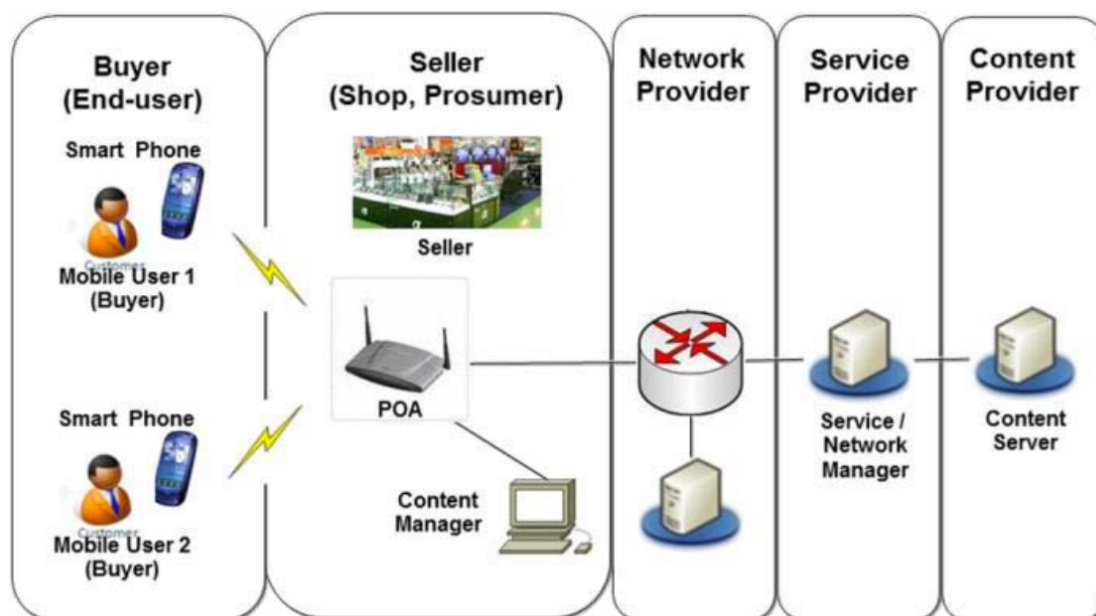 Buyer
(End-user)
Smart Phone
Customer
Mobile User 1
(Buyer)
Smart Phone
Customer
Mobile User 2
(Buyer)
Seller
(Shop, Prosumer)
Seller
POA
Content
Manager
Network
Provider
Service
Provider
Service /
Network
Manager
Content
Provider
Content
Server